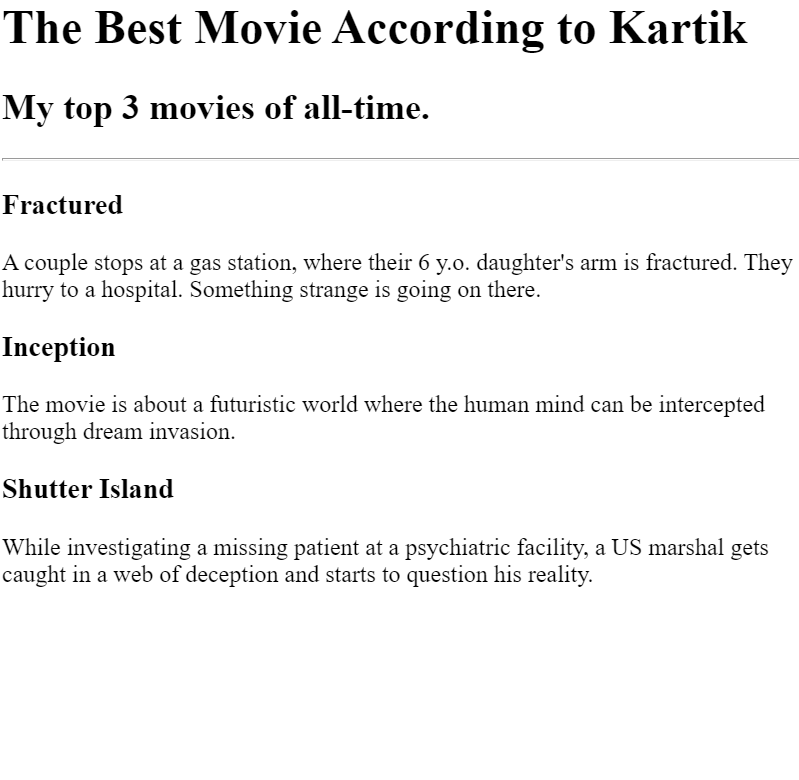 The Best Movie According to Kartik
My top 3 movies of all-time.
Fractured
A couple stops at a gas station, where their 6 y.o. daughter's arm is fractured. They
hurry to a hospital. Something strange is going on there.
Inception
The movie is about a futuristic world where the human mind can be intercepted
through dream invasion.
Shutter Island
While investigating a missing patient at a psychiatric facility, a US marshal gets
caught in a web of deception and starts to question his reality.